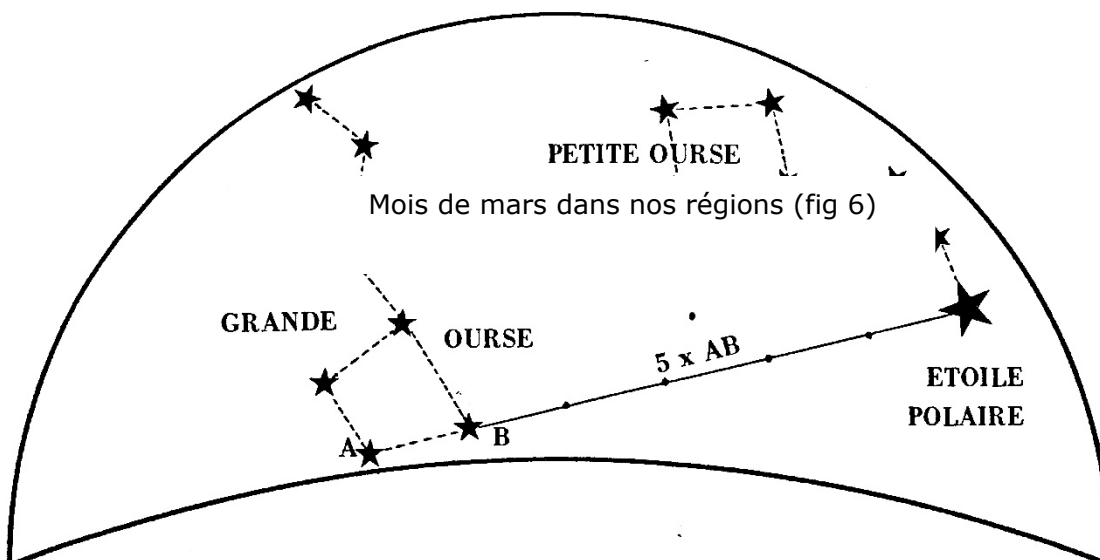 PETITE OURSE
Mois de mars dans nos régions (fig 6)
GRANDE OURSE
5 x AB
ETOILE
POLAIRE
A
B